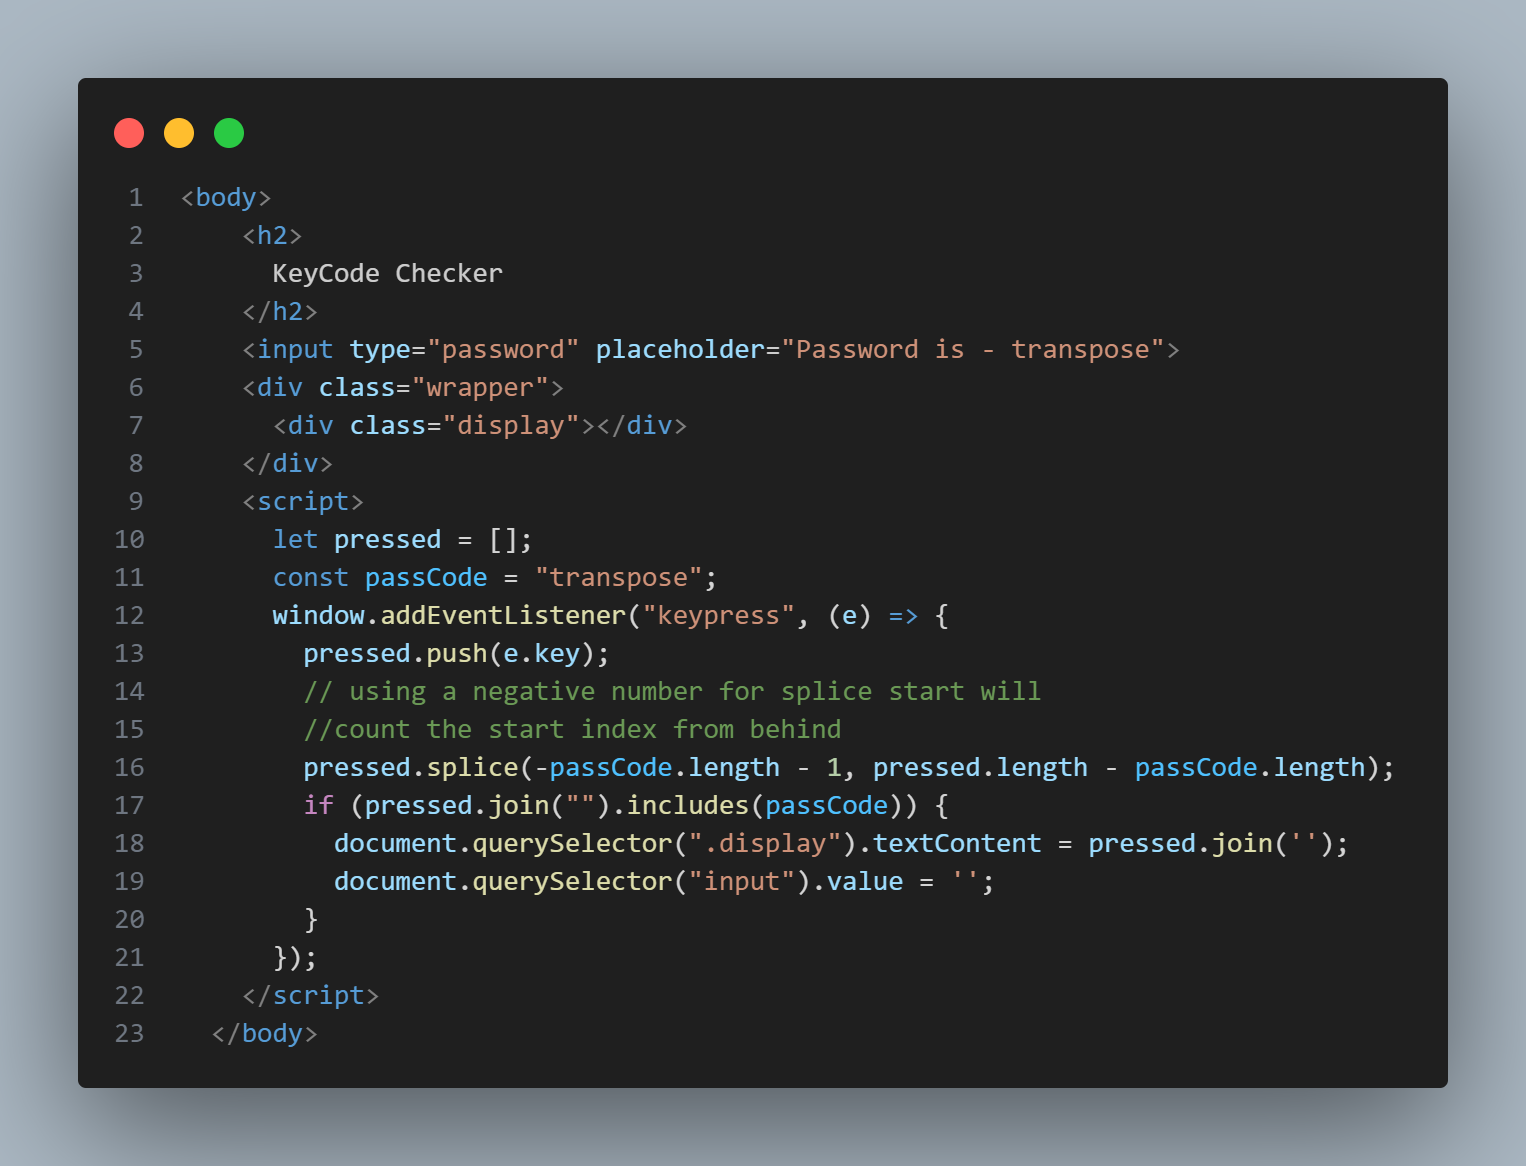 1 <body>
2 <h2>
3 KeyCode Checker
4 </h2>
5 <input type="password" placeholder="Password is - transpose">
6 <div class="wrapper">
7 <div class="display"></div>
8 </div>
9 <script>
10 let pressed = [];
11 const passCode = "transpose";
12 window.addEventListener("keypress", (e) => {
13 pressed.push(e.key);
14 // using a negative number for splice start will
15 //count the start index from behind
16 pressed.splice(-passCode.length - 1, pressed.length - passCode.length);
17 if (pressed.join("").includes(passCode)) {
18 document.querySelector(".display").textContent = pressed.join('');
19 document.querySelector("input").value = '';
20 }
21 });
22 </script>
23 </body>